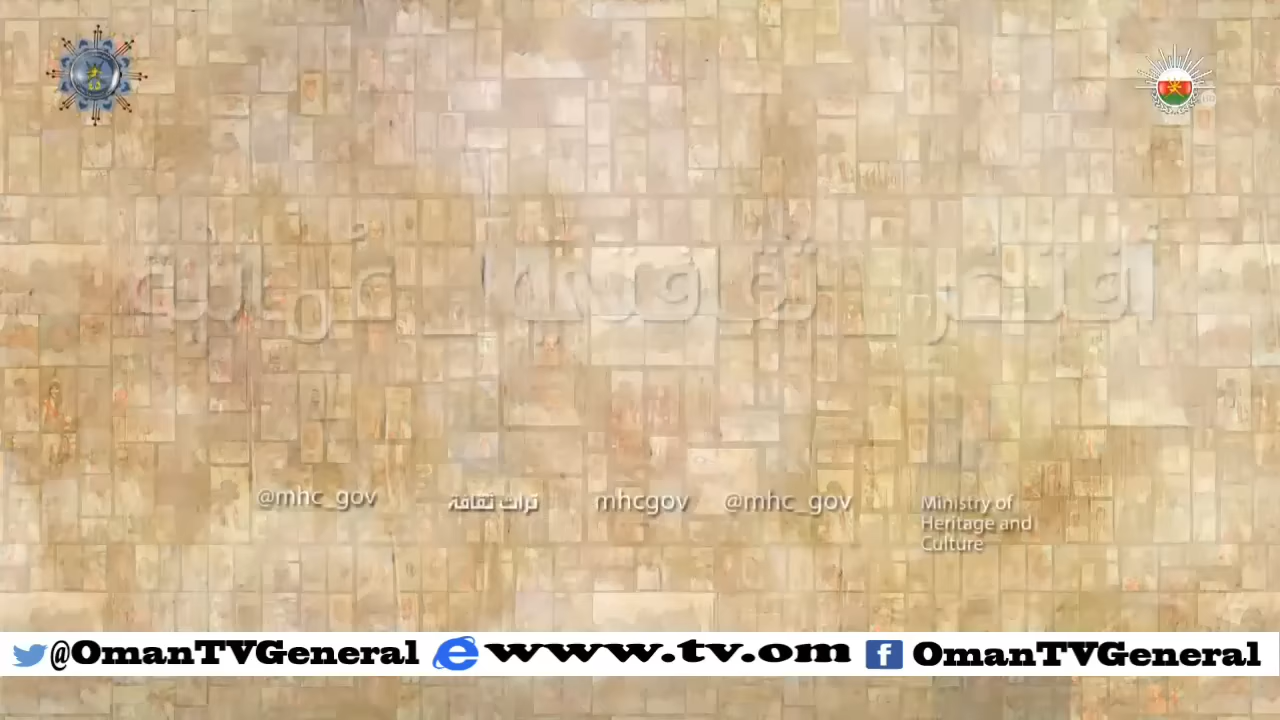 @mhc_gov
تراث ثقافة
mhcgov
@mhc_gov
Ministry of
Heritage and
Culture
@OmanTVGeneral
www.tv.om
OmanTVGeneral